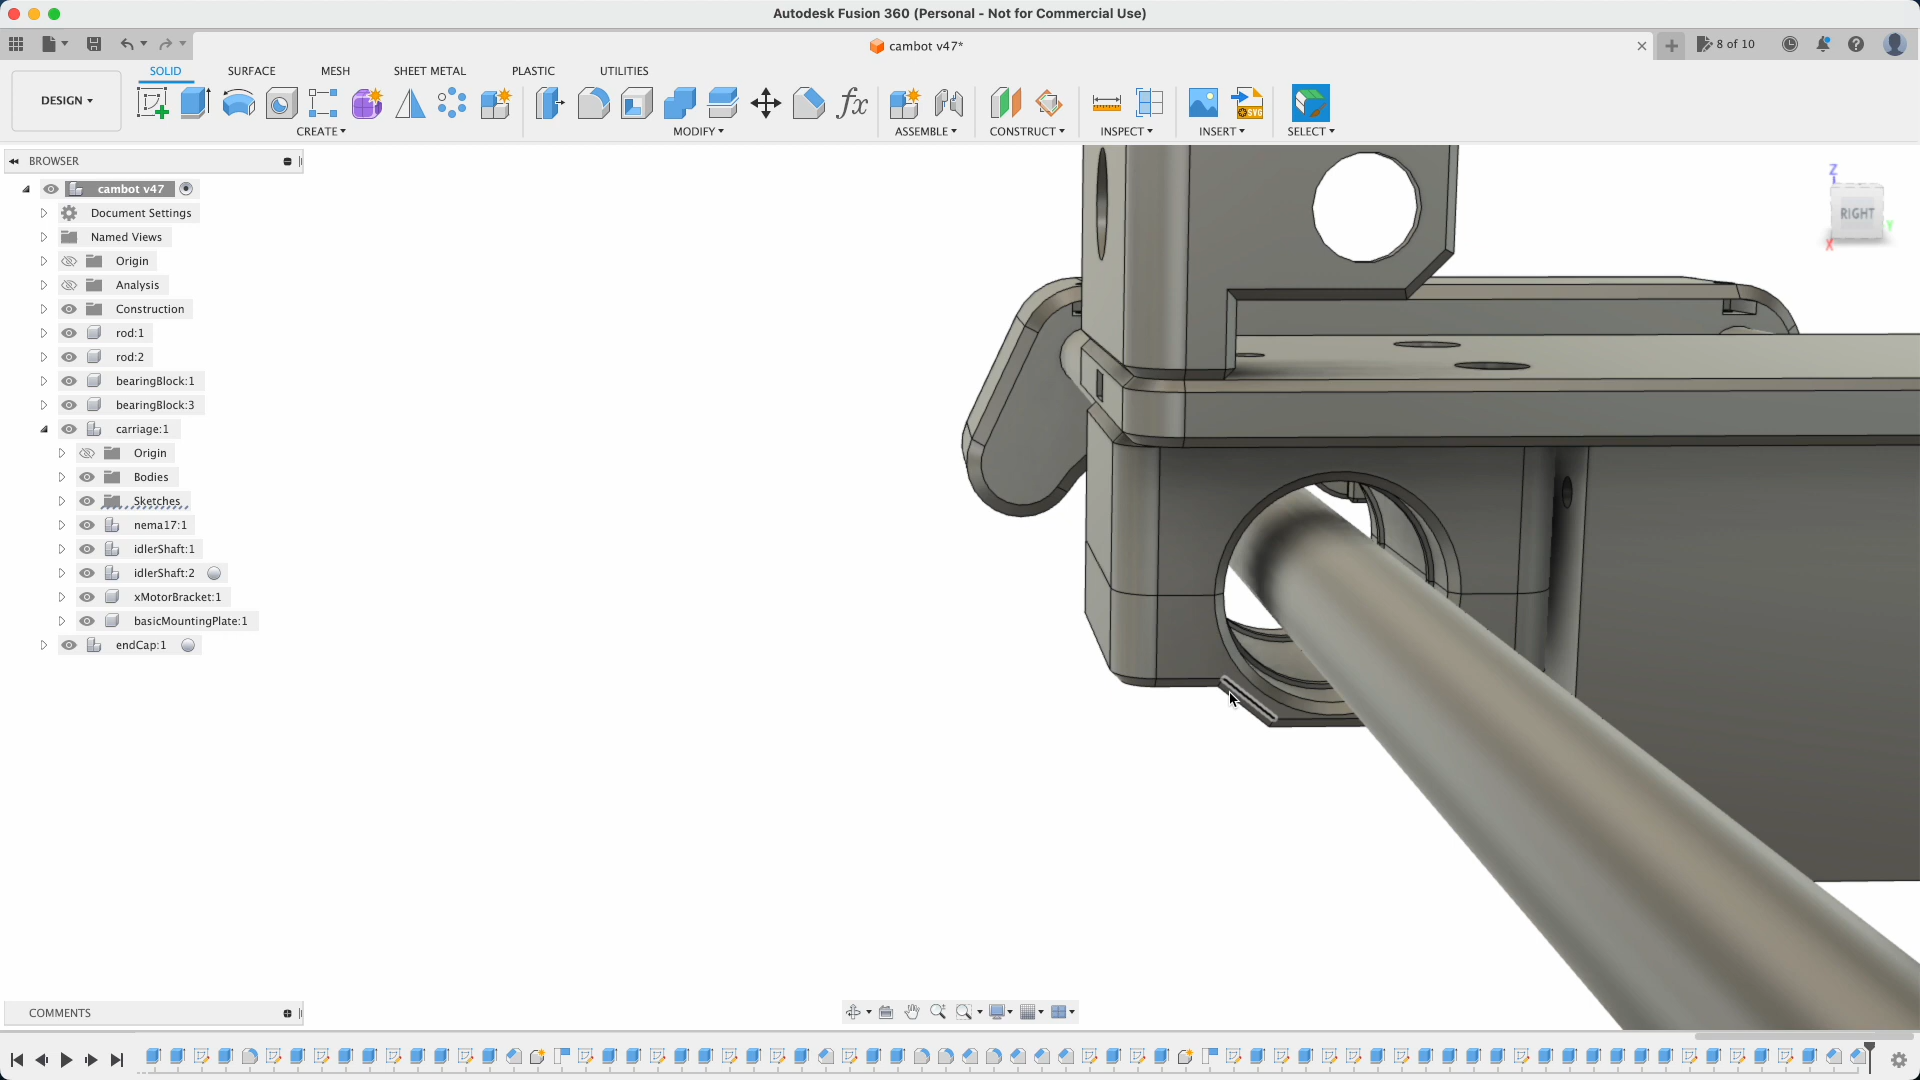 Autodesk Fusion 360 (Personal - Not for Commercial Use)
cambot v47*
8 of 10
DESIGN
SOLID
SURFACE
MESH
SHEET METAL
PLASTIC
UTILITIES
fx
SVG
CREATE
MODIFY
ASSEMBLE
CONSTRUCT
INSPECT
INSERT
SELECT
BROWSER
cambot v47
Document Settings
Named Views
Origin
Analysis
Construction
rod:1
rod:2
bearingBlock:1
bearingBlock:3
carriage:1
Origin
Bodies
Sketches
nema17:1
idlerShaft:1
idlerShaft:2
xMotorBracket:1
basicMountingPlate:1
endCap:1
Z
RIGHT
Y
X
COMMENTS